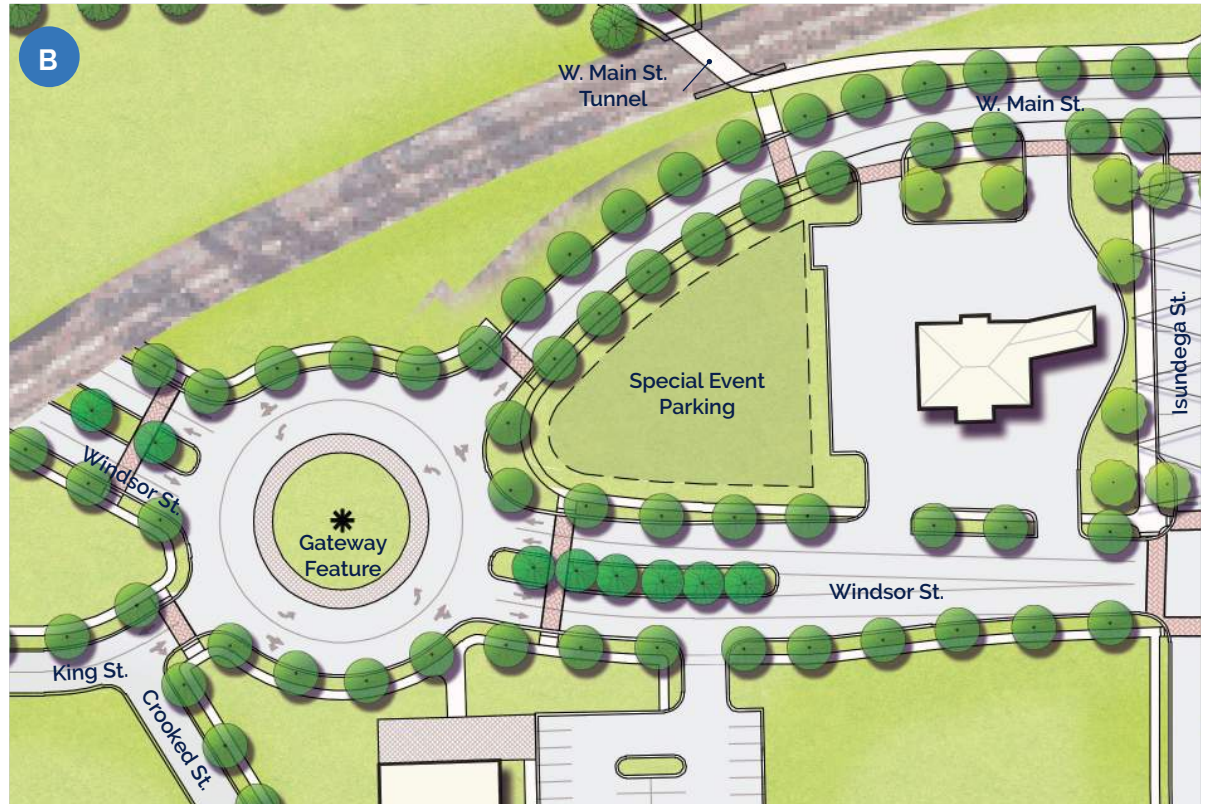 B
W. Main St.
Tunnel
W. Main St.
Special Event
Parking
Isundega St.
Windsor St.
Gateway
Feature
Windsor St.
King St.
Crooked St.